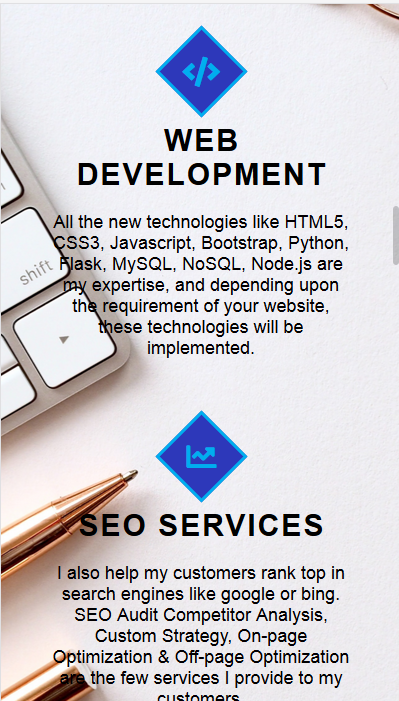 </>
WEB
DEVELOPMENT
All the new technologies like HTML5,
CSS3, Javascript, Bootstrap, Python,
Flask, MySQL, NoSQL, Node.js are
my expertise, and depending upon
the requirement of your website,
these technologies will be
implemented.
shift
SEO SERVICES
I also help my customers rank top in
search engines like google or bing.
SEO Audit Competitor Analysis,
Custom Strategy, On-page
Optimization & Off-page Optimization
are the few services I provide to my
customers